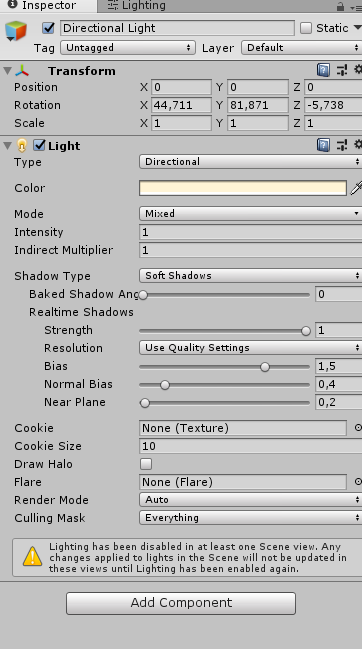 Inspector Lighting
Directional Light Static
Tag Untagged Layer Default
Transform
Position X 0 Y 0 Z 0
Rotation X 44,711 Y 81,871 Z -5,738
Scale X 1 Y 1 Z 1
Light
Type Directional
Color
Mode Mixed
Intensity 1
Indirect Multiplier 1
Shadow Type Soft Shadows
Baked Shadow Ang 0
Realtime Shadows
Strength 1
Resolution Use Quality Settings
Bias 1,5
Normal Bias 0,4
Near Plane 0,2
Cookie None (Texture)
Cookie Size 10
Draw Halo
Flare None (Flare)
Render Mode Auto
Culling Mask Everything
Lighting has been disabled in at least one Scene view. Any
changes applied to lights in the Scene will not be updated in
these views until Lighting has been enabled again.
Add Component